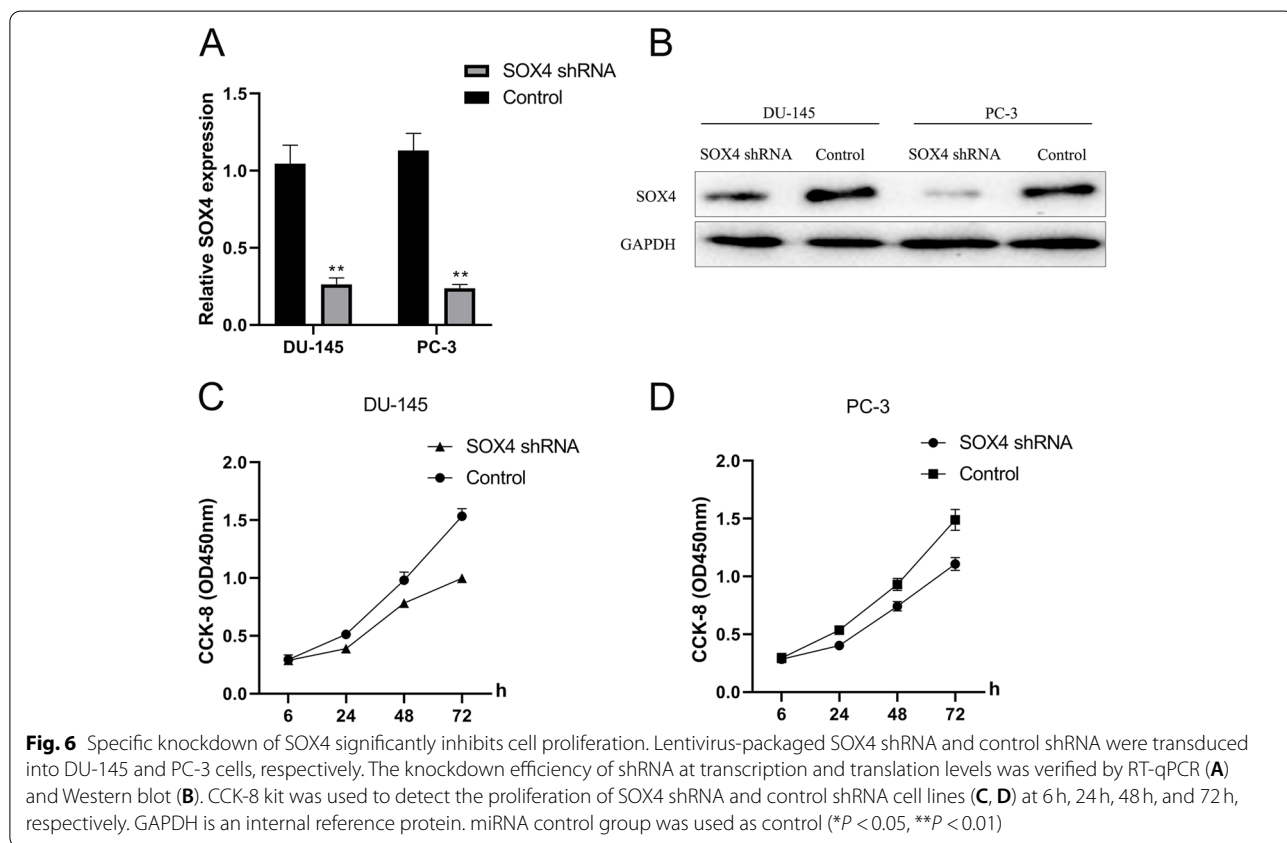 A
SOX4 shRNA
Control
Relative SOX4 expression
1.5
1.0
0.5
0.0
**
**
DU-145
PC-3
B
DU-145
PC-3
SOX4 shRNA
Control
SOX4 shRNA
Control
SOX4
GAPDH
C
DU-145
SOX4 shRNA
Control
CCK-8 (OD450nm)
2.0
1.5
1.0
0.5
0.0
6
24
48
72
h
D
PC-3
SOX4 shRNA
Control
CCK-8 (OD450nm)
2.0
1.5
1.0
0.5
0.0
6
24
48
72
h
Fig. 6 Specific knockdown of SOX4 significantly inhibits cell proliferation. Lentivirus-packaged SOX4 shRNA and control shRNA were transduced
into DU-145 and PC-3 cells, respectively. The knockdown efficiency of shRNA at transcription and translation levels was verified by RT-qPCR (A)
and Western blot (B). CCK-8 kit was used to detect the proliferation of SOX4 shRNA and control shRNA cell lines (C, D) at 6 h, 24 h, 48 h, and 72 h,
respectively. GAPDH is an internal reference protein. miRNA control group was used as control (*P < 0.05, **P < 0.01)